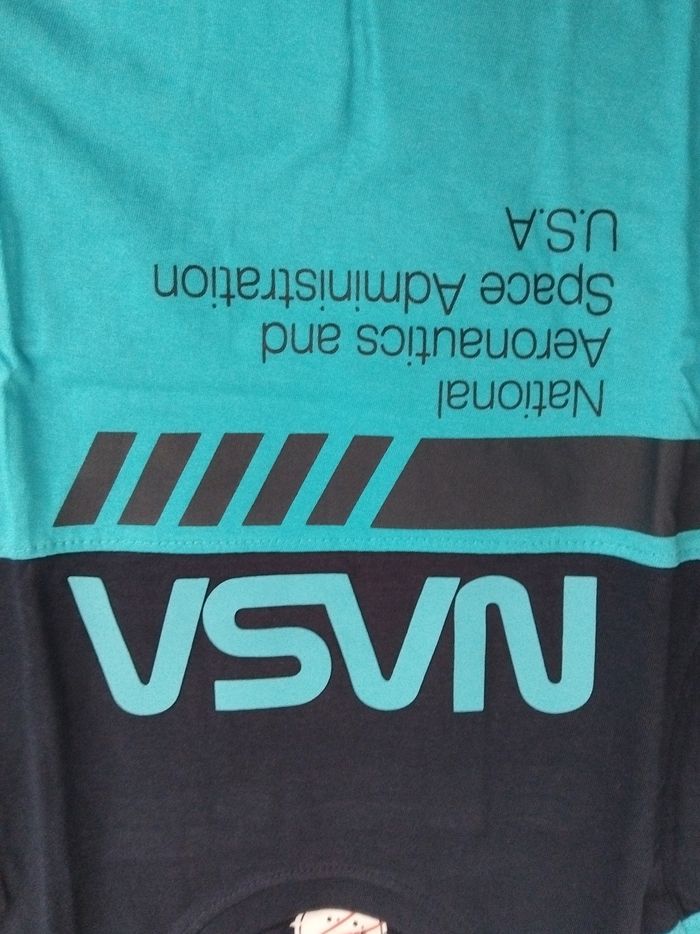 NASA
National
Aeronautics and
Space Administration
U.S.A